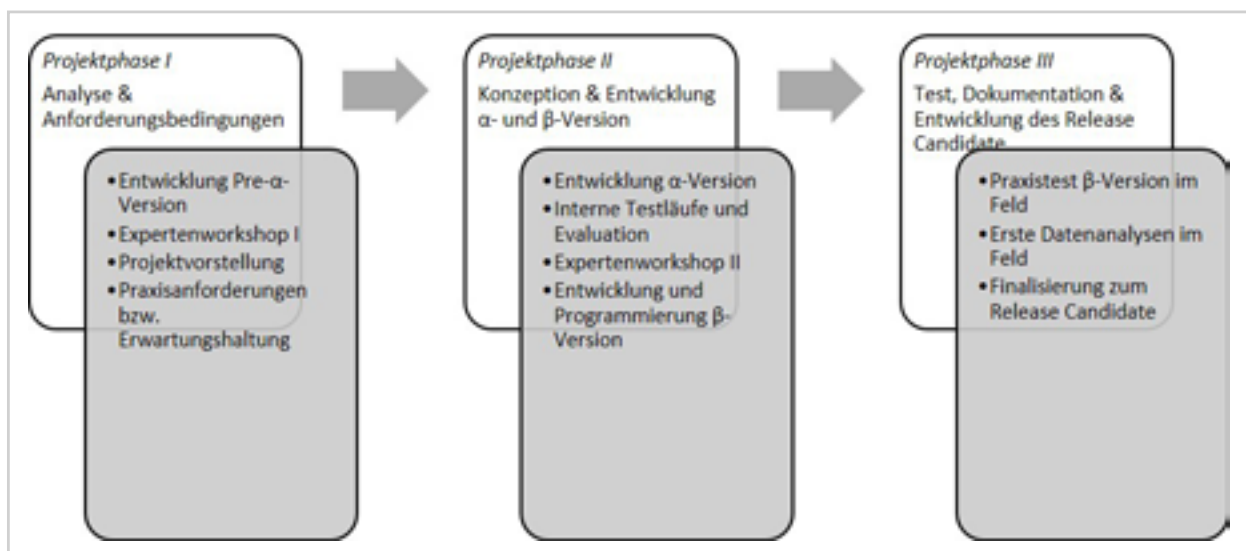 Projektphase I
Analyse &
Anforderungsbedingungen
• Entwicklung Pre-α-
Version
• Expertenworkshop I
• Projektvorstellung
• Praxisanforderungen
bzw.
Erwartungshaltung
Projektphase II
Konzeption & Entwicklung
α- und β-Version
• Entwicklung α-Version
• Interne Testläufe und
Evaluation
• Expertenworkshop II
• Entwicklung und
Programmierung β-
Version
Projektphase III
Test, Dokumentation &
Entwicklung des Release
Candidate
• Praxistest β-Version im
Feld
• Erste Datenanalysen im
Feld
• Finalisierung zum
Release Candidate